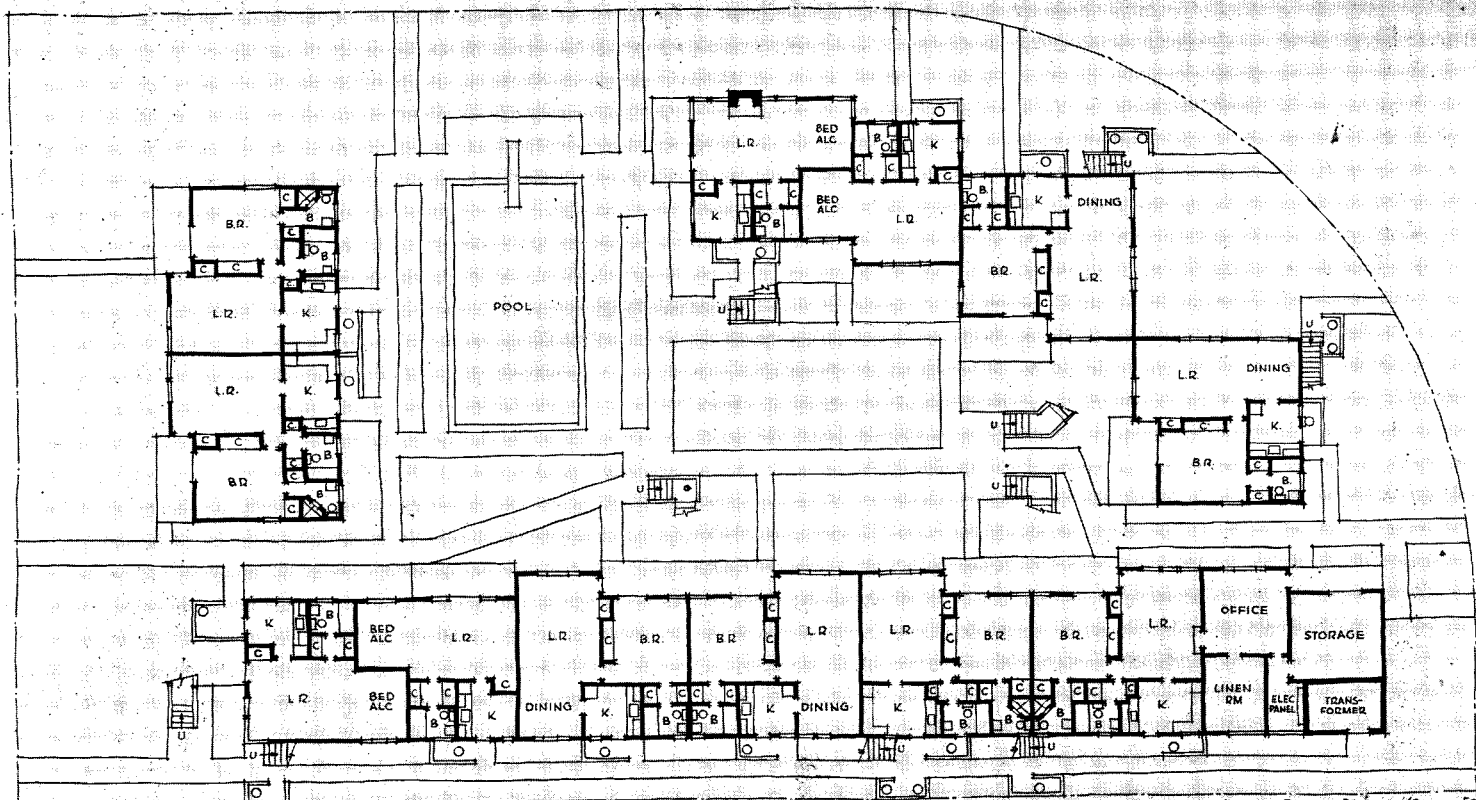 L.R. BED ALC B K
C C C
BED ALC L.R. C
C C C
K B
U
U
B K DINING
C C
B.R. C L.R.
C
C B
B.R. C
B
C C
C
L.R. K.
POOL
L.R. K.
C
C C B
C
B.R. C
B
C
U
L.R. DINING
C C K.
B.R.
C B.
C
U
U
U
K B BED ALC L.R. L.R. C B.R. B.R. C L.R. L.R. C B.R. B.R. C L.R. OFFICE STORAGE
C C C C C C C
C C C
L.R. BED ALC C C C C C C C C C C C C C C LINEN RM ELEC PANEL TRANS-FORMER
B K DINING K B B K DINING K B B B B K.
U
U U U